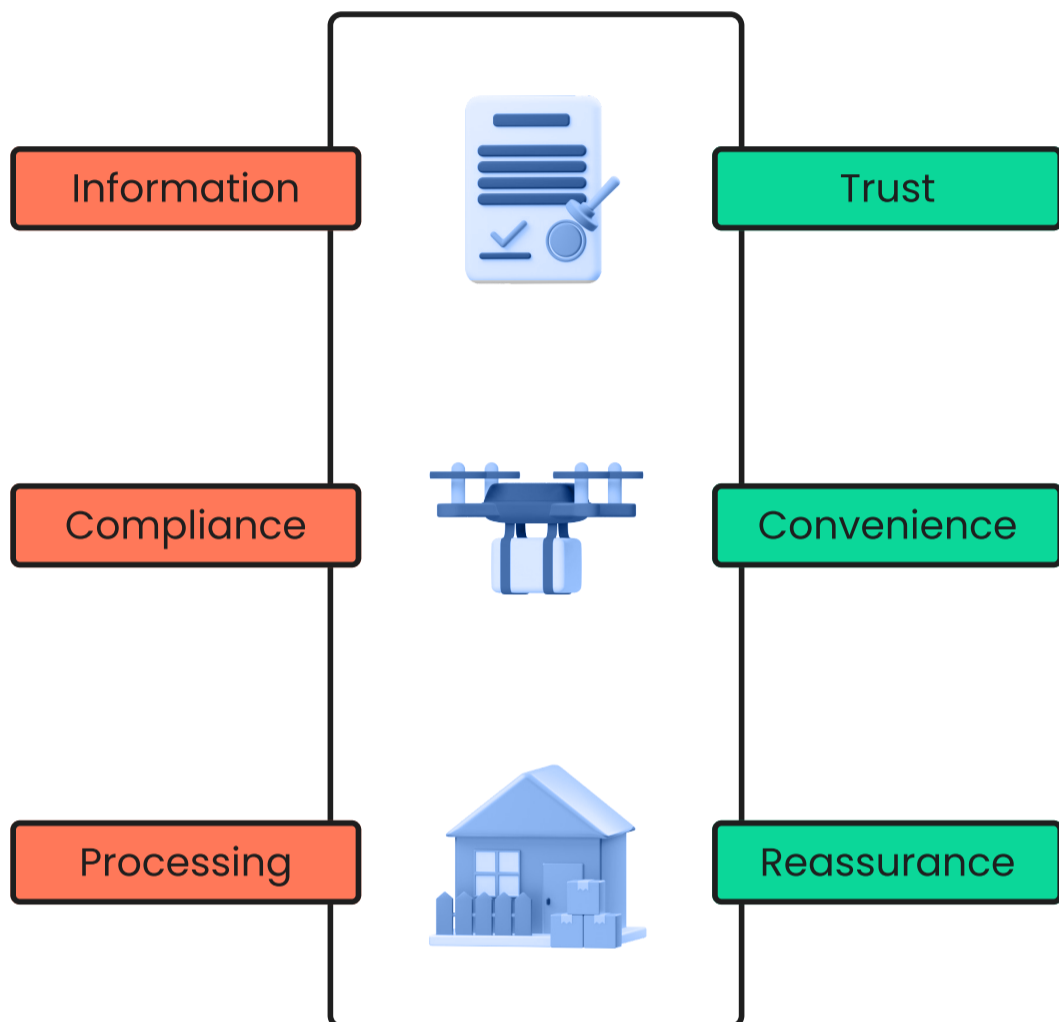 Information
Trust
Compliance
Convenience
Processing
Reassurance